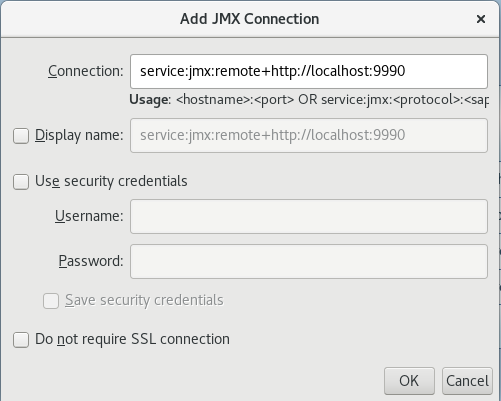 Add JMX Connection
Connection: service:jmx:remote+http://localhost:9990
Usage: <hostname>:<port> OR service:jmx:<protocol>:<sap
Display name: service:jmx:remote+http://localhost:9990
Use security credentials
Username:
Password:
Save security credentials
Do not require SSL connection
OK Cancel